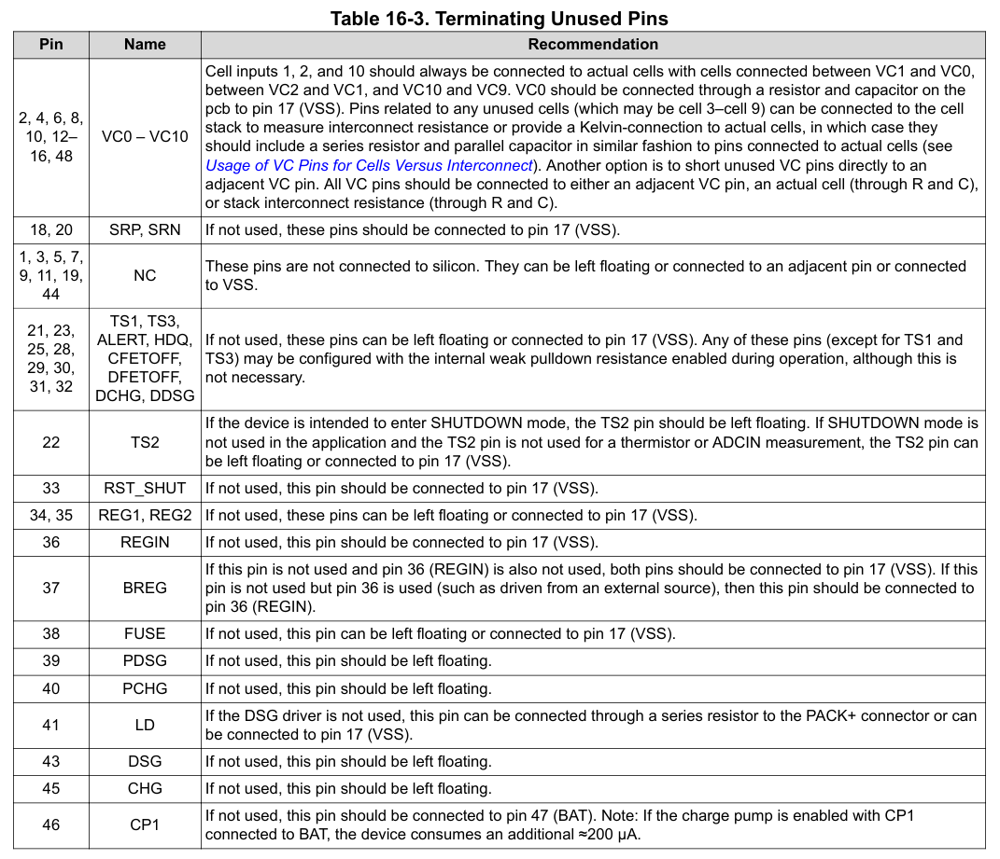 Table 16-3. Terminating Unused Pins
Pin Name Recommendation
2, 4, 6, 8,
10, 12–
16, 48
VC0 – VC10
Cell inputs 1, 2, and 10 should always be connected to actual cells with cells connected between VC1 and VC0,
between VC2 and VC1, and VC10 and VC9. VC0 should be connected through a resistor and capacitor on the
pcb to pin 17 (VSS). Pins related to any unused cells (which may be cell 3–cell 9) can be connected to the cell
stack to measure interconnect resistance or provide a Kelvin-connection to actual cells, in which case they
should include a series resistor and parallel capacitor in similar fashion to pins connected to actual cells (see
Usage of VC Pins for Cells Versus Interconnect). Another option is to short unused VC pins directly to an
adjacent VC pin. All VC pins should be connected to either an adjacent VC pin, an actual cell (through R and C),
or stack interconnect resistance (through R and C).
18, 20 SRP, SRN If not used, these pins should be connected to pin 17 (VSS).
1, 3, 5, 7,
9, 11, 19,
44
NC
These pins are not connected to silicon. They can be left floating or connected to an adjacent pin or connected
to VSS.
21, 23,
25, 28,
29, 30,
31, 32
TS1, TS3,
ALERT, HDQ,
CFETOFF,
DFETOFF,
DCHG, DDSG
If not used, these pins can be left floating or connected to pin 17 (VSS). Any of these pins (except for TS1 and
TS3) may be configured with the internal weak pulldown resistance enabled during operation, although this is
not necessary.
22 TS2
If the device is intended to enter SHUTDOWN mode, the TS2 pin should be left floating. If SHUTDOWN mode is
not used in the application and the TS2 pin is not used for a thermistor or ADCIN measurement, the TS2 pin can
be left floating or connected to pin 17 (VSS).
33 RST_SHUT If not used, this pin should be connected to pin 17 (VSS).
34, 35 REG1, REG2 If not used, these pins can be left floating or connected to pin 17 (VSS).
36 REGIN If not used, this pin should be connected to pin 17 (VSS).
37 BREG
If this pin is not used and pin 36 (REGIN) is also not used, both pins should be connected to pin 17 (VSS). If this
pin is not used but pin 36 is used (such as driven from an external source), then this pin should be connected to
pin 36 (REGIN).
38 FUSE If not used, this pin can be left floating or connected to pin 17 (VSS).
39 PDSG If not used, this pin should be left floating.
40 PCHG If not used, this pin should be left floating.
41 LD
If the DSG driver is not used, this pin can be connected through a series resistor to the PACK+ connector or can
be connected to pin 17 (VSS).
43 DSG If not used, this pin should be left floating.
45 CHG If not used, this pin should be left floating.
46 CP1
If not used, this pin should be connected to pin 47 (BAT). Note: If the charge pump is enabled with CP1
connected to BAT, the device consumes an additional ≈200 μA.